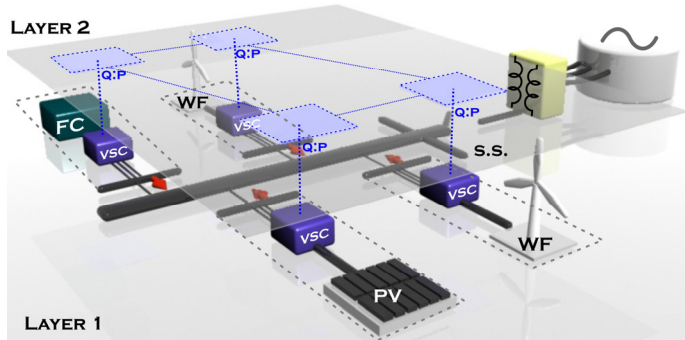 LAYER 2
Q:P
Q:P
Q:P
WF
FC
VSC
VSC
Q:P
S.S.
VSC
VSC
WF
PV
LAYER 1